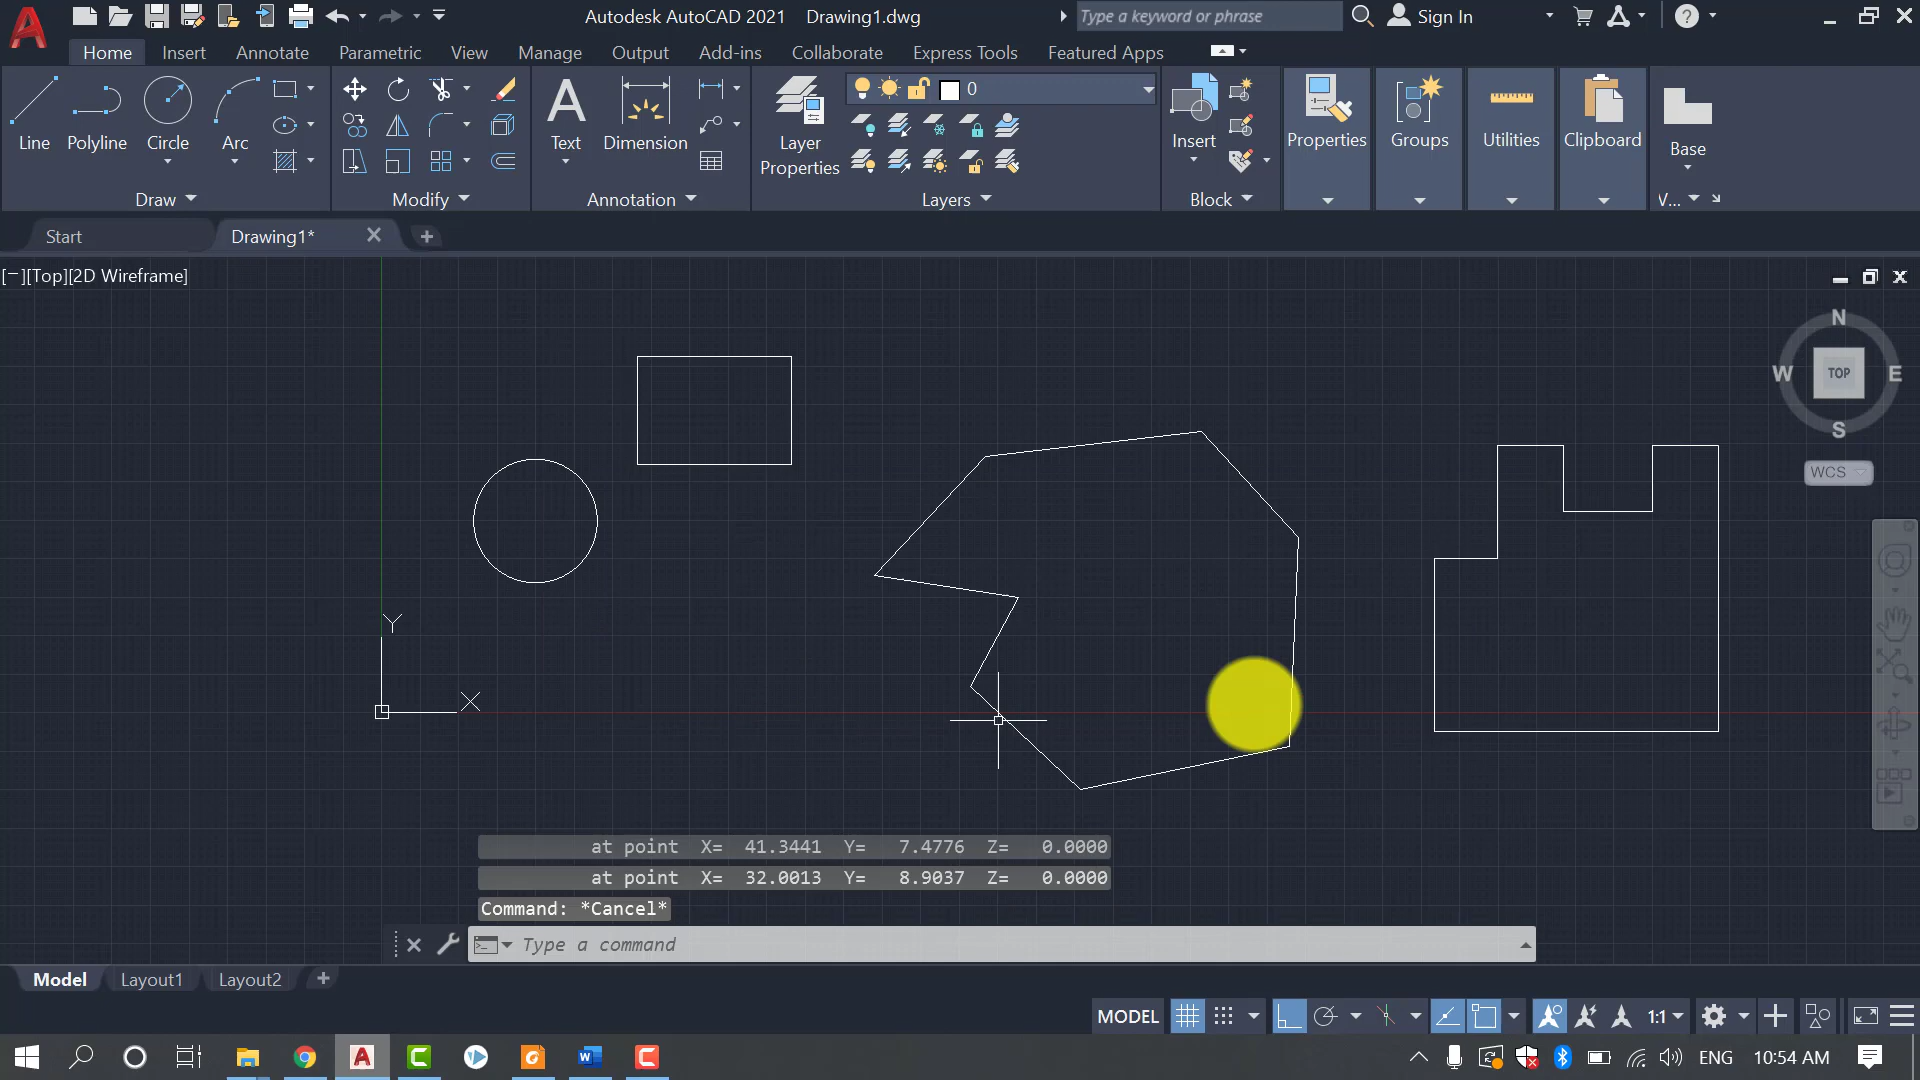 Autodesk AutoCAD 2021 Drawing1.dwg
Type a keyword or phrase
Sign In
Home Insert Annotate Parametric View Manage Output Add-ins Collaborate Express Tools Featured Apps
0
Line Polyline Circle Arc
Text Dimension
Layer Properties
Insert
Properties Groups Utilities Clipboard Base
Draw Modify Annotation Layers Block V...
Start Drawing1*
[−][Top][2D Wireframe]
N
W TOP E
S
WCS
Y
X
at point X= 41.3441 Y= 7.4776 Z= 0.0000
at point X= 32.0013 Y= 8.9037 Z= 0.0000
Command: *Cancel*
Type a command
Model Layout1 Layout2
MODEL 1:1
ENG 10:54 AM